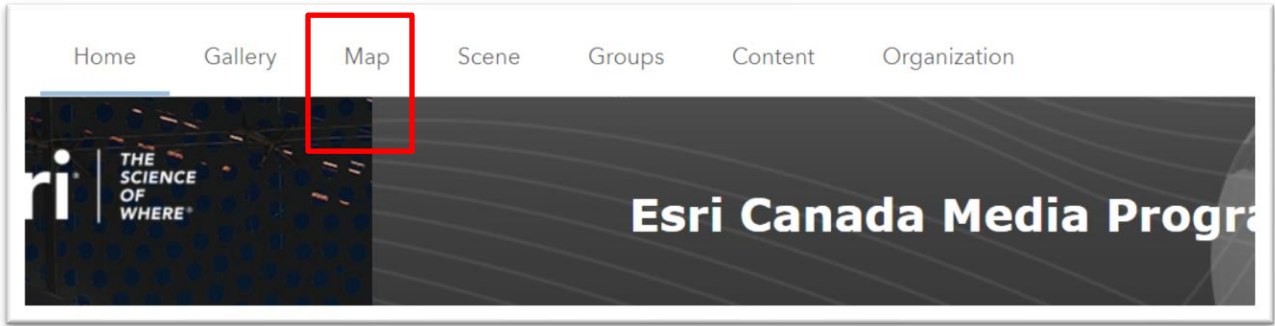 Home Gallery Map Scene Groups Content Organization
ri
THE
SCIENCE
OF
WHERE®
Esri Canada Media Progra